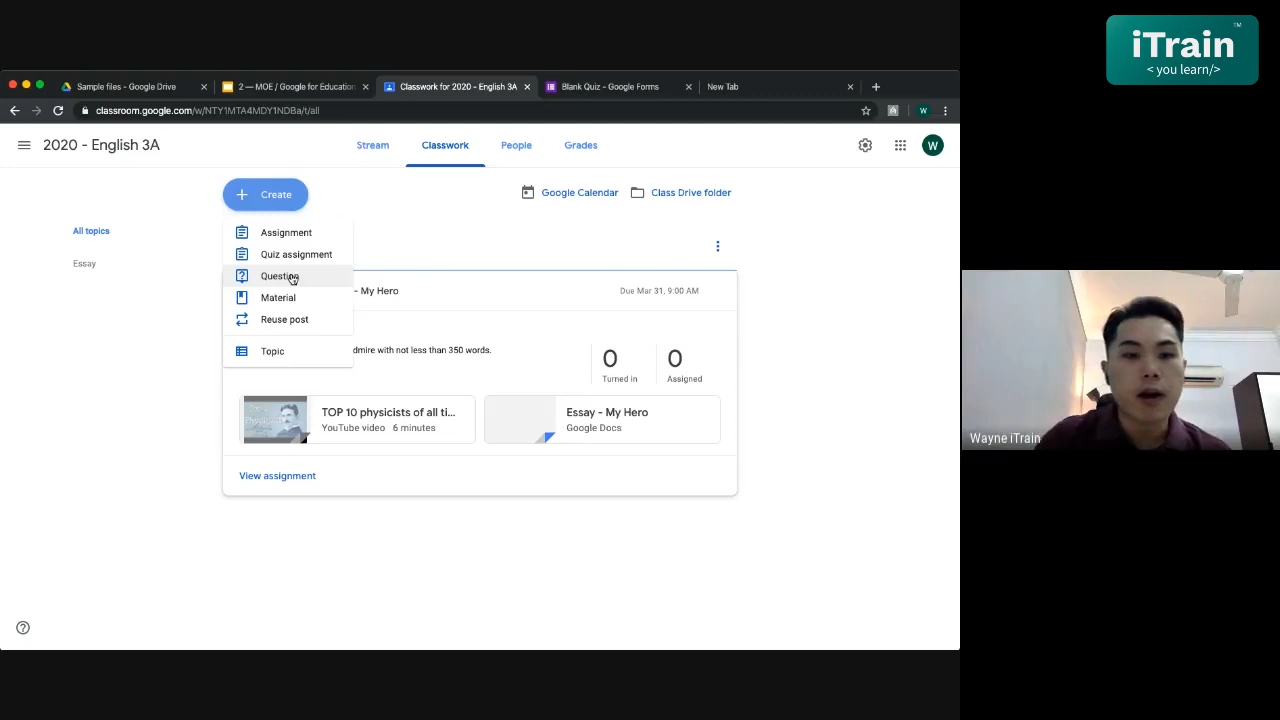 iTrain™
< you learn/>
Sample files - Google Drive
2 — MOE / Google for Education
Classwork for 2020 - English 3A
Blank Quiz - Google Forms
New Tab
classroom.google.com/w/NTY1MTA4MDY1NDBa/t/all
W
2020 - English 3A
Stream
Classwork
People
Grades
W
Create
Google Calendar
Class Drive folder
All topics
Essay
Assignment
Quiz assignment
Question
Material
Reuse post
Topic
- My Hero
Due Mar 31, 9:00 AM
dmire with not less than 350 words.
0
Turned in
0
Assigned
TOP 10 physicists of all ti...
YouTube video 6 minutes
Essay - My Hero
Google Docs
View assignment
Wayne iTrain